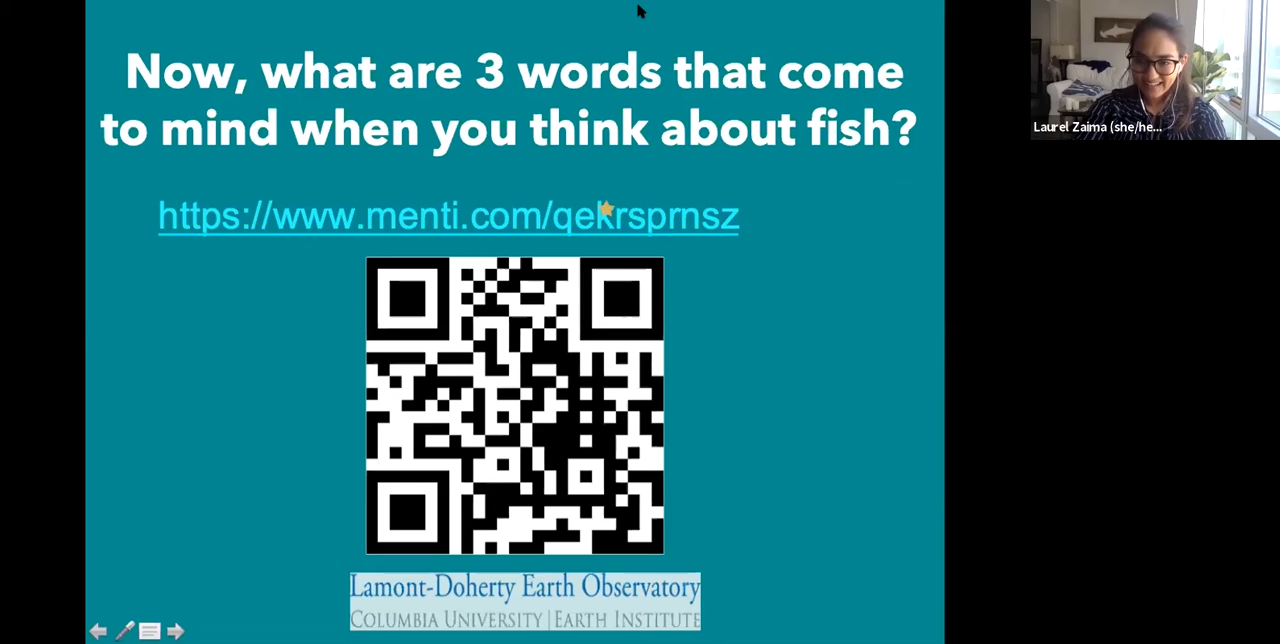 Now, what are 3 words that come
to mind when you think about fish?
https://www.menti.com/qekrsprnsz
Lamont-Doherty Earth Observatory
COLUMBIA UNIVERSITY | EARTH INSTITUTE
Laurel Zaima (she/he...